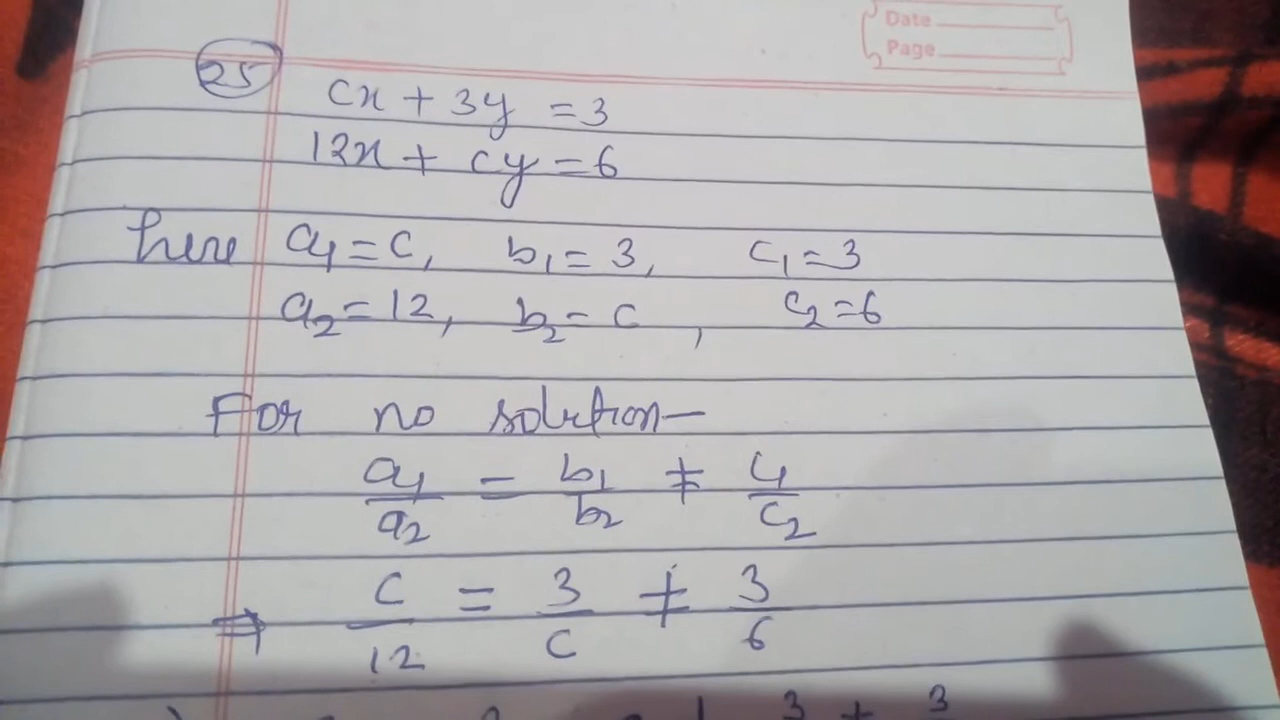 Date
Page
25
cx + 3y = 3
12x + cy = 6
here a₁ = c, b₁ = 3, c₁ = 3
a₂ = 12, b₂ = c, c₂ = 6
For no solution-
a₁/a₂ = b₁/b₂ ≠ c₁/c₂
⇒ c/12 = 3/c ≠ 3/6